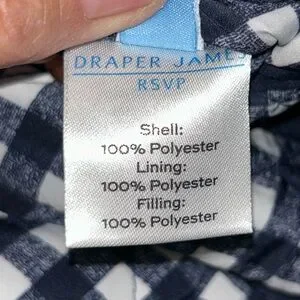 DRAPER JAMES
RSVP
Shell:
100% Polyester
Lining:
100% Polyester
Filling:
100% Polyester